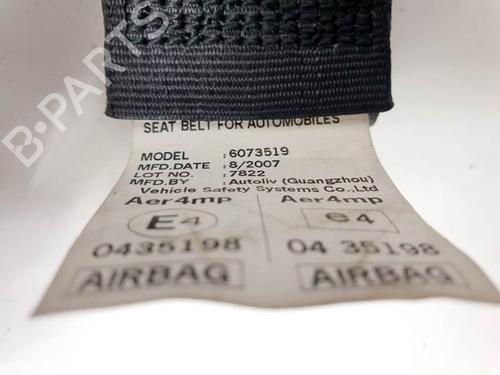 SEAT BELT FOR AUTOMOBILES
MODEL : 6073519
MFD.DATE : 8/2007
LOT NO. : 7822
MFD.BY : Autoliv (Guangzhou)
Vehicle Safety Systems Co.,Ltd
Aer4mp Aer4mp
E4 e4
0435198 04 35198
AIRBAG AIRBAG
B-PARTS